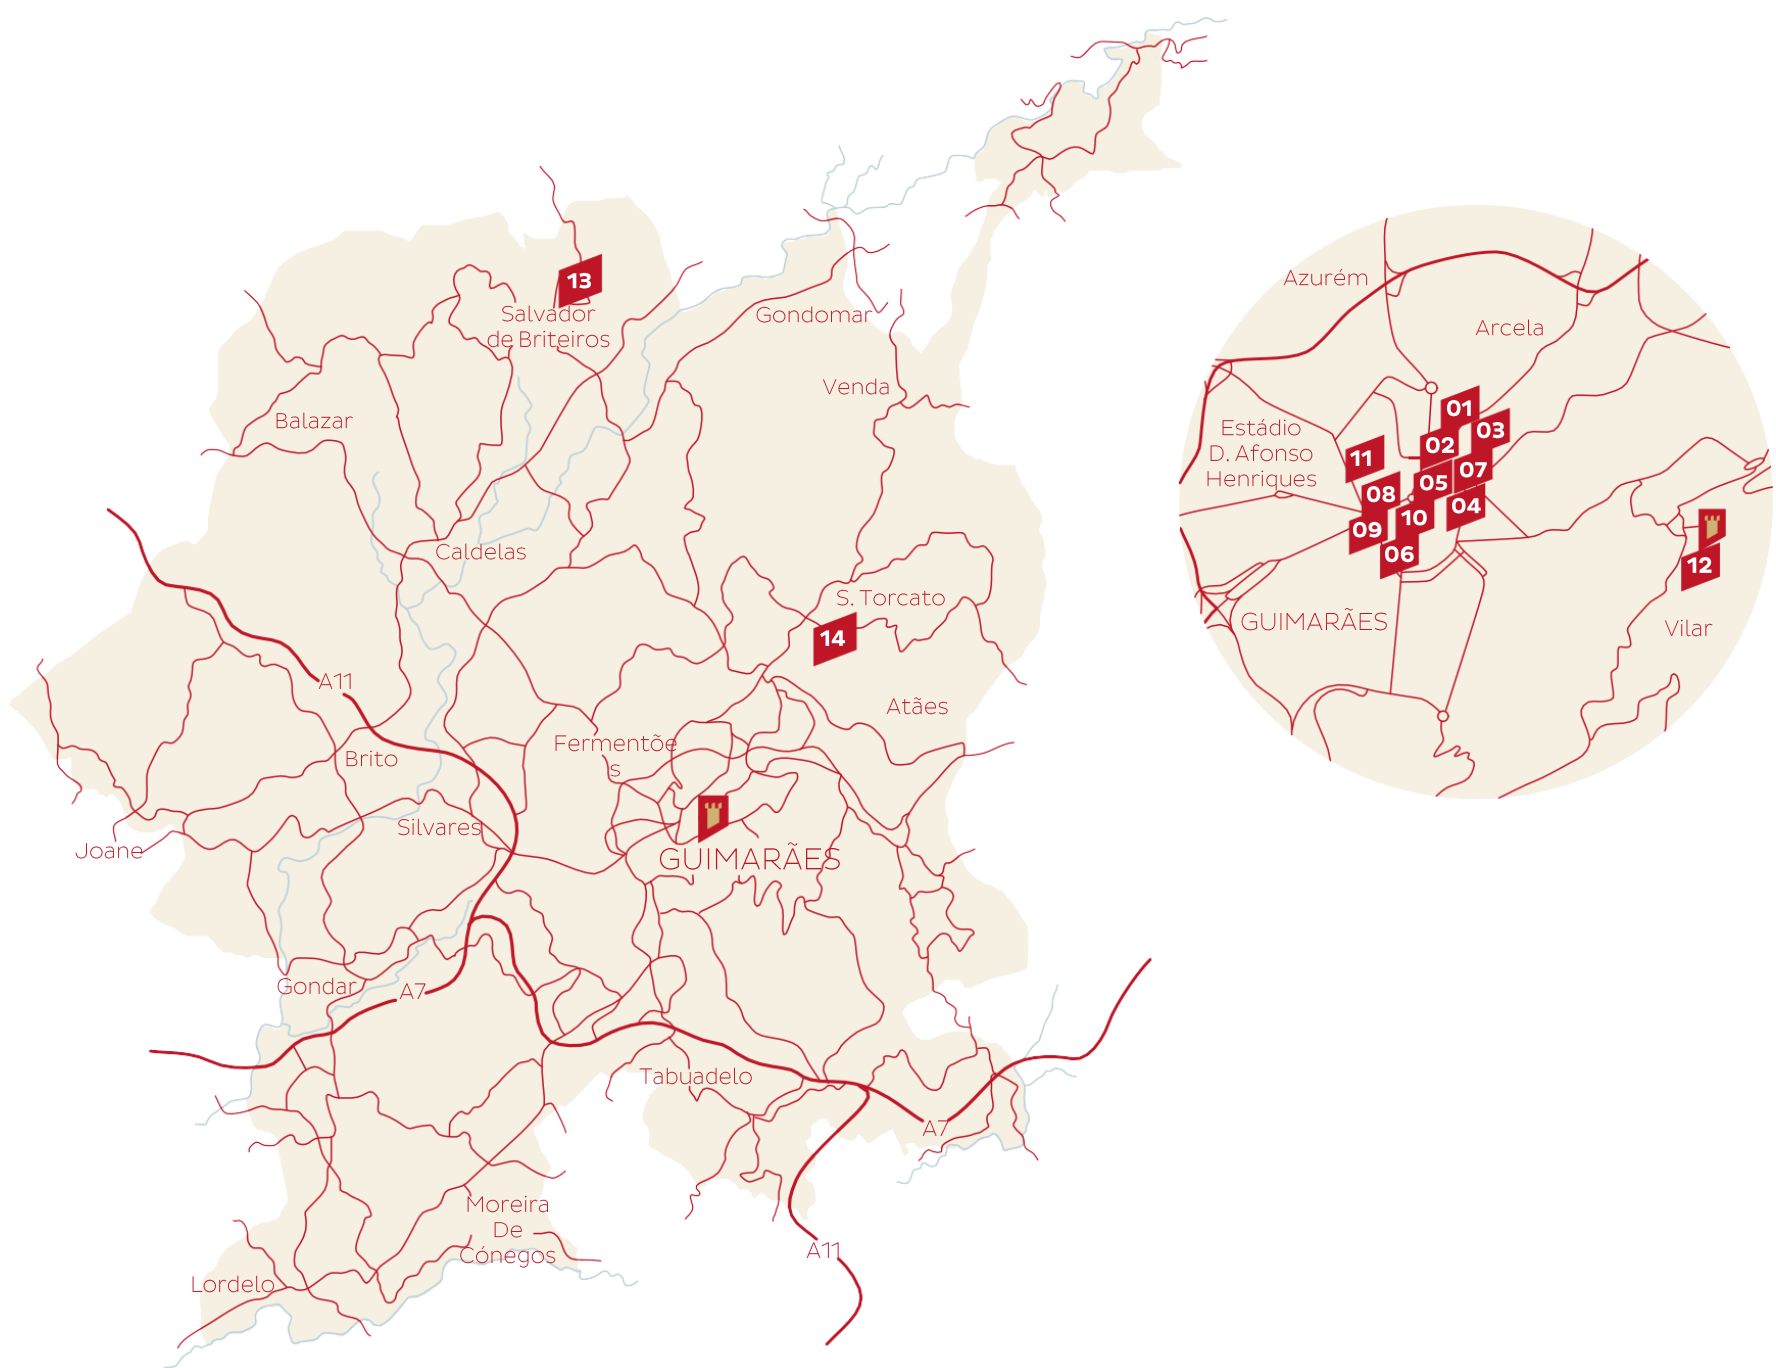 13
Salvador
de Briteiros
Gondomar
Venda
Balazar
Caldelas
S. Torcato
14
A11
Atães
Fermentõe
s
Brito
Silvares
Joane
GUIMARÃES
Gondar
A7
Tabuadelo
A7
Moreira
De
Cónegos
A11
Lordelo
Azurém
Arcela
01
03
02
Estádio
D. Afonso
Henriques
11
07
05
08
04
10
09
06
12
GUIMARÃES
Vilar